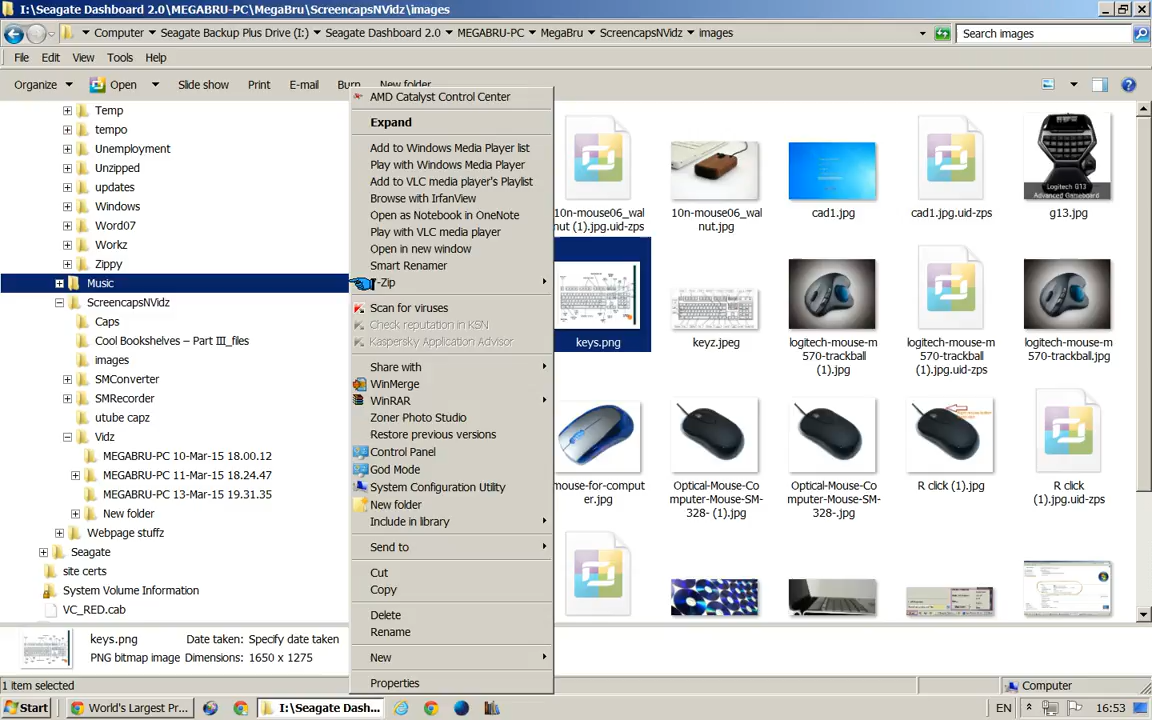 I:\Seagate Dashboard 2.0\MEGABRU-PC\MegaBru\ScreencapsNVidz\images
Computer Seagate Backup Plus Drive (I:) Seagate Dashboard 2.0 MEGABRU-PC MegaBru ScreencapsNVidz images
Search images
File Edit View Tools Help
Organize Open Slide show Print E-mail Burn New folder
Temp
tempo
Unemployment
Unzipped
updates
Windows
Word07
Workz
Zippy
Music
ScreencapsNVidz
Caps
Cool Bookshelves – Part III_files
images
SMConverter
SMRecorder
utube capz
Vidz
MEGABRU-PC 10-Mar-15 18.00.12
MEGABRU-PC 11-Mar-15 18.24.47
MEGABRU-PC 13-Mar-15 19.31.35
New folder
Webpage stuffz
Seagate
site certs
System Volume Information
VC_RED.cab
AMD Catalyst Control Center
Expand
Add to Windows Media Player list
Play with Windows Media Player
Add to VLC media player's Playlist
Browse with IrfanView
Open as Notebook in OneNote
Play with VLC media player
Open in new window
Smart Renamer
-Zip
Scan for viruses
Check reputation in KSN
Kaspersky Application Advisor
Share with
WinMerge
WinRAR
Zoner Photo Studio
Restore previous versions
Control Panel
God Mode
System Configuration Utility
New folder
Include in library
Send to
Cut
Copy
Delete
Rename
New
Properties
10n-mouse06_wal
nut (1).jpg.uid-zps
10n-mouse06_wal
nut.jpg
cad1.jpg
cad1.jpg.uid-zps
Logitech G13
Advanced Gameboard
g13.jpg
keys.png
keyz.jpeg
logitech-mouse-m
570-trackball
(1).jpg
logitech-mouse-m
570-trackball
(1).jpg.uid-zps
logitech-mouse-m
570-trackball.jpg
mouse-for-comput
er.jpg
Optical-Mouse-Co
mputer-Mouse-SM-
328- (1).jpg
Optical-Mouse-Co
mputer-Mouse-SM-
328-.jpg
R click (1).jpg
R click
(1).jpg.uid-zps
keys.png Date taken: Specify date taken
PNG bitmap image Dimensions: 1650 x 1275
1 item selected
Computer
Start World's Largest Pr... I:\Seagate Dash... EN 16:53